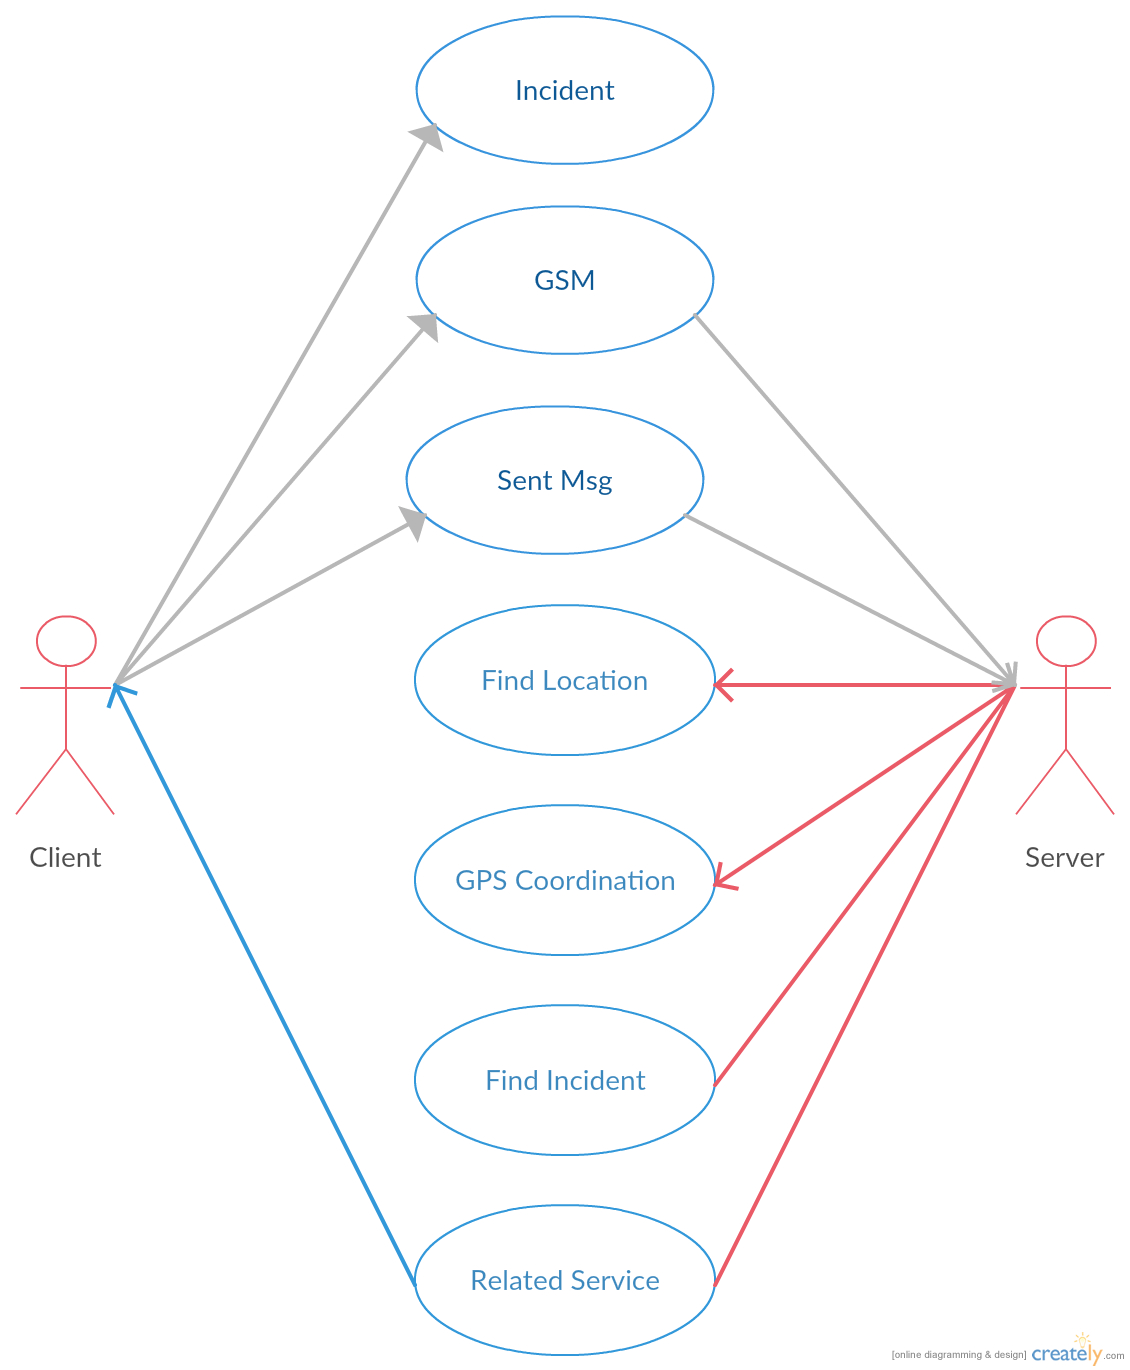 Incident
GSM
Sent Msg
Find Location
GPS Coordination
Client
Server
Find Incident
Related Service
[online diagramming & design] creately.com